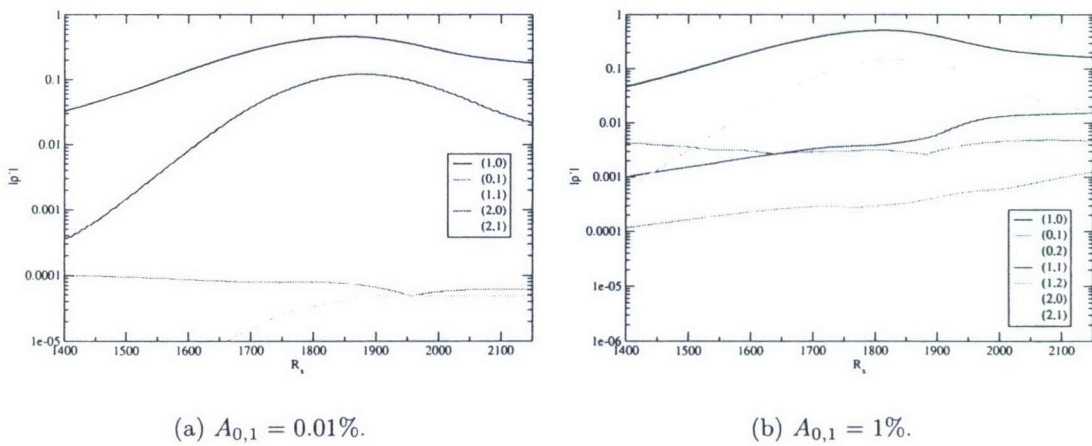 1
0.1
0.01
0.001
0.0001
1e-05
|p'|
1400 1500 1600 1700 1800 1900 2000 2100
R_x
(1,0)
(0,1)
(1,1)
(2,0)
(2,1)
1
0.1
0.01
0.001
0.0001
1e-05
1e-06
|p'|
1400 1500 1600 1700 1800 1900 2000 2100
R_x
(1,0)
(0,1)
(0,2)
(1,1)
(1,2)
(2,0)
(2,1)
(a) A_{0,1} = 0.01%.
(b) A_{0,1} = 1%.